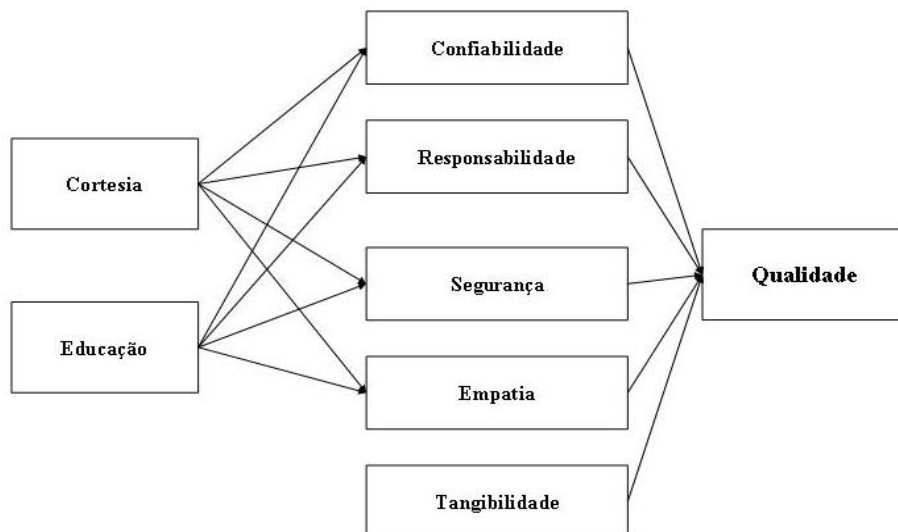 Cortesia
Educação
Confiabilidade
Responsabilidade
Segurança
Empatia
Tangibilidade
Qualidade